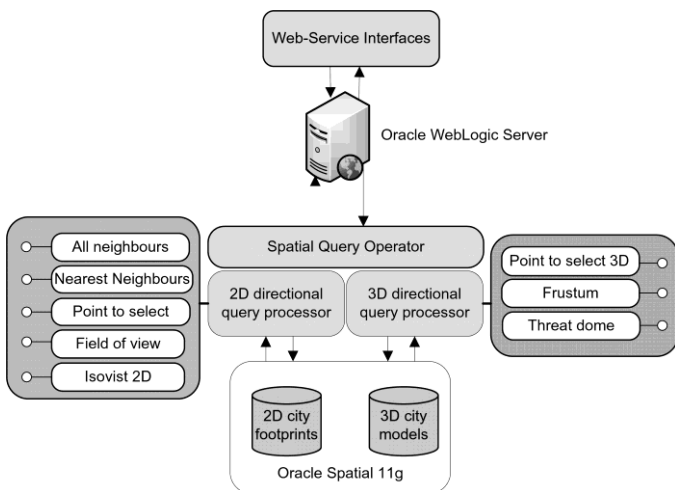 Web-Service Interfaces
Oracle WebLogic Server
All neighbours
Nearest Neighbours
Point to select
Field of view
Isovist 2D
Spatial Query Operator
2D directional
query processor
3D directional
query processor
Point to select 3D
Frustum
Threat dome
2D city
footprints
3D city
models
Oracle Spatial 11g